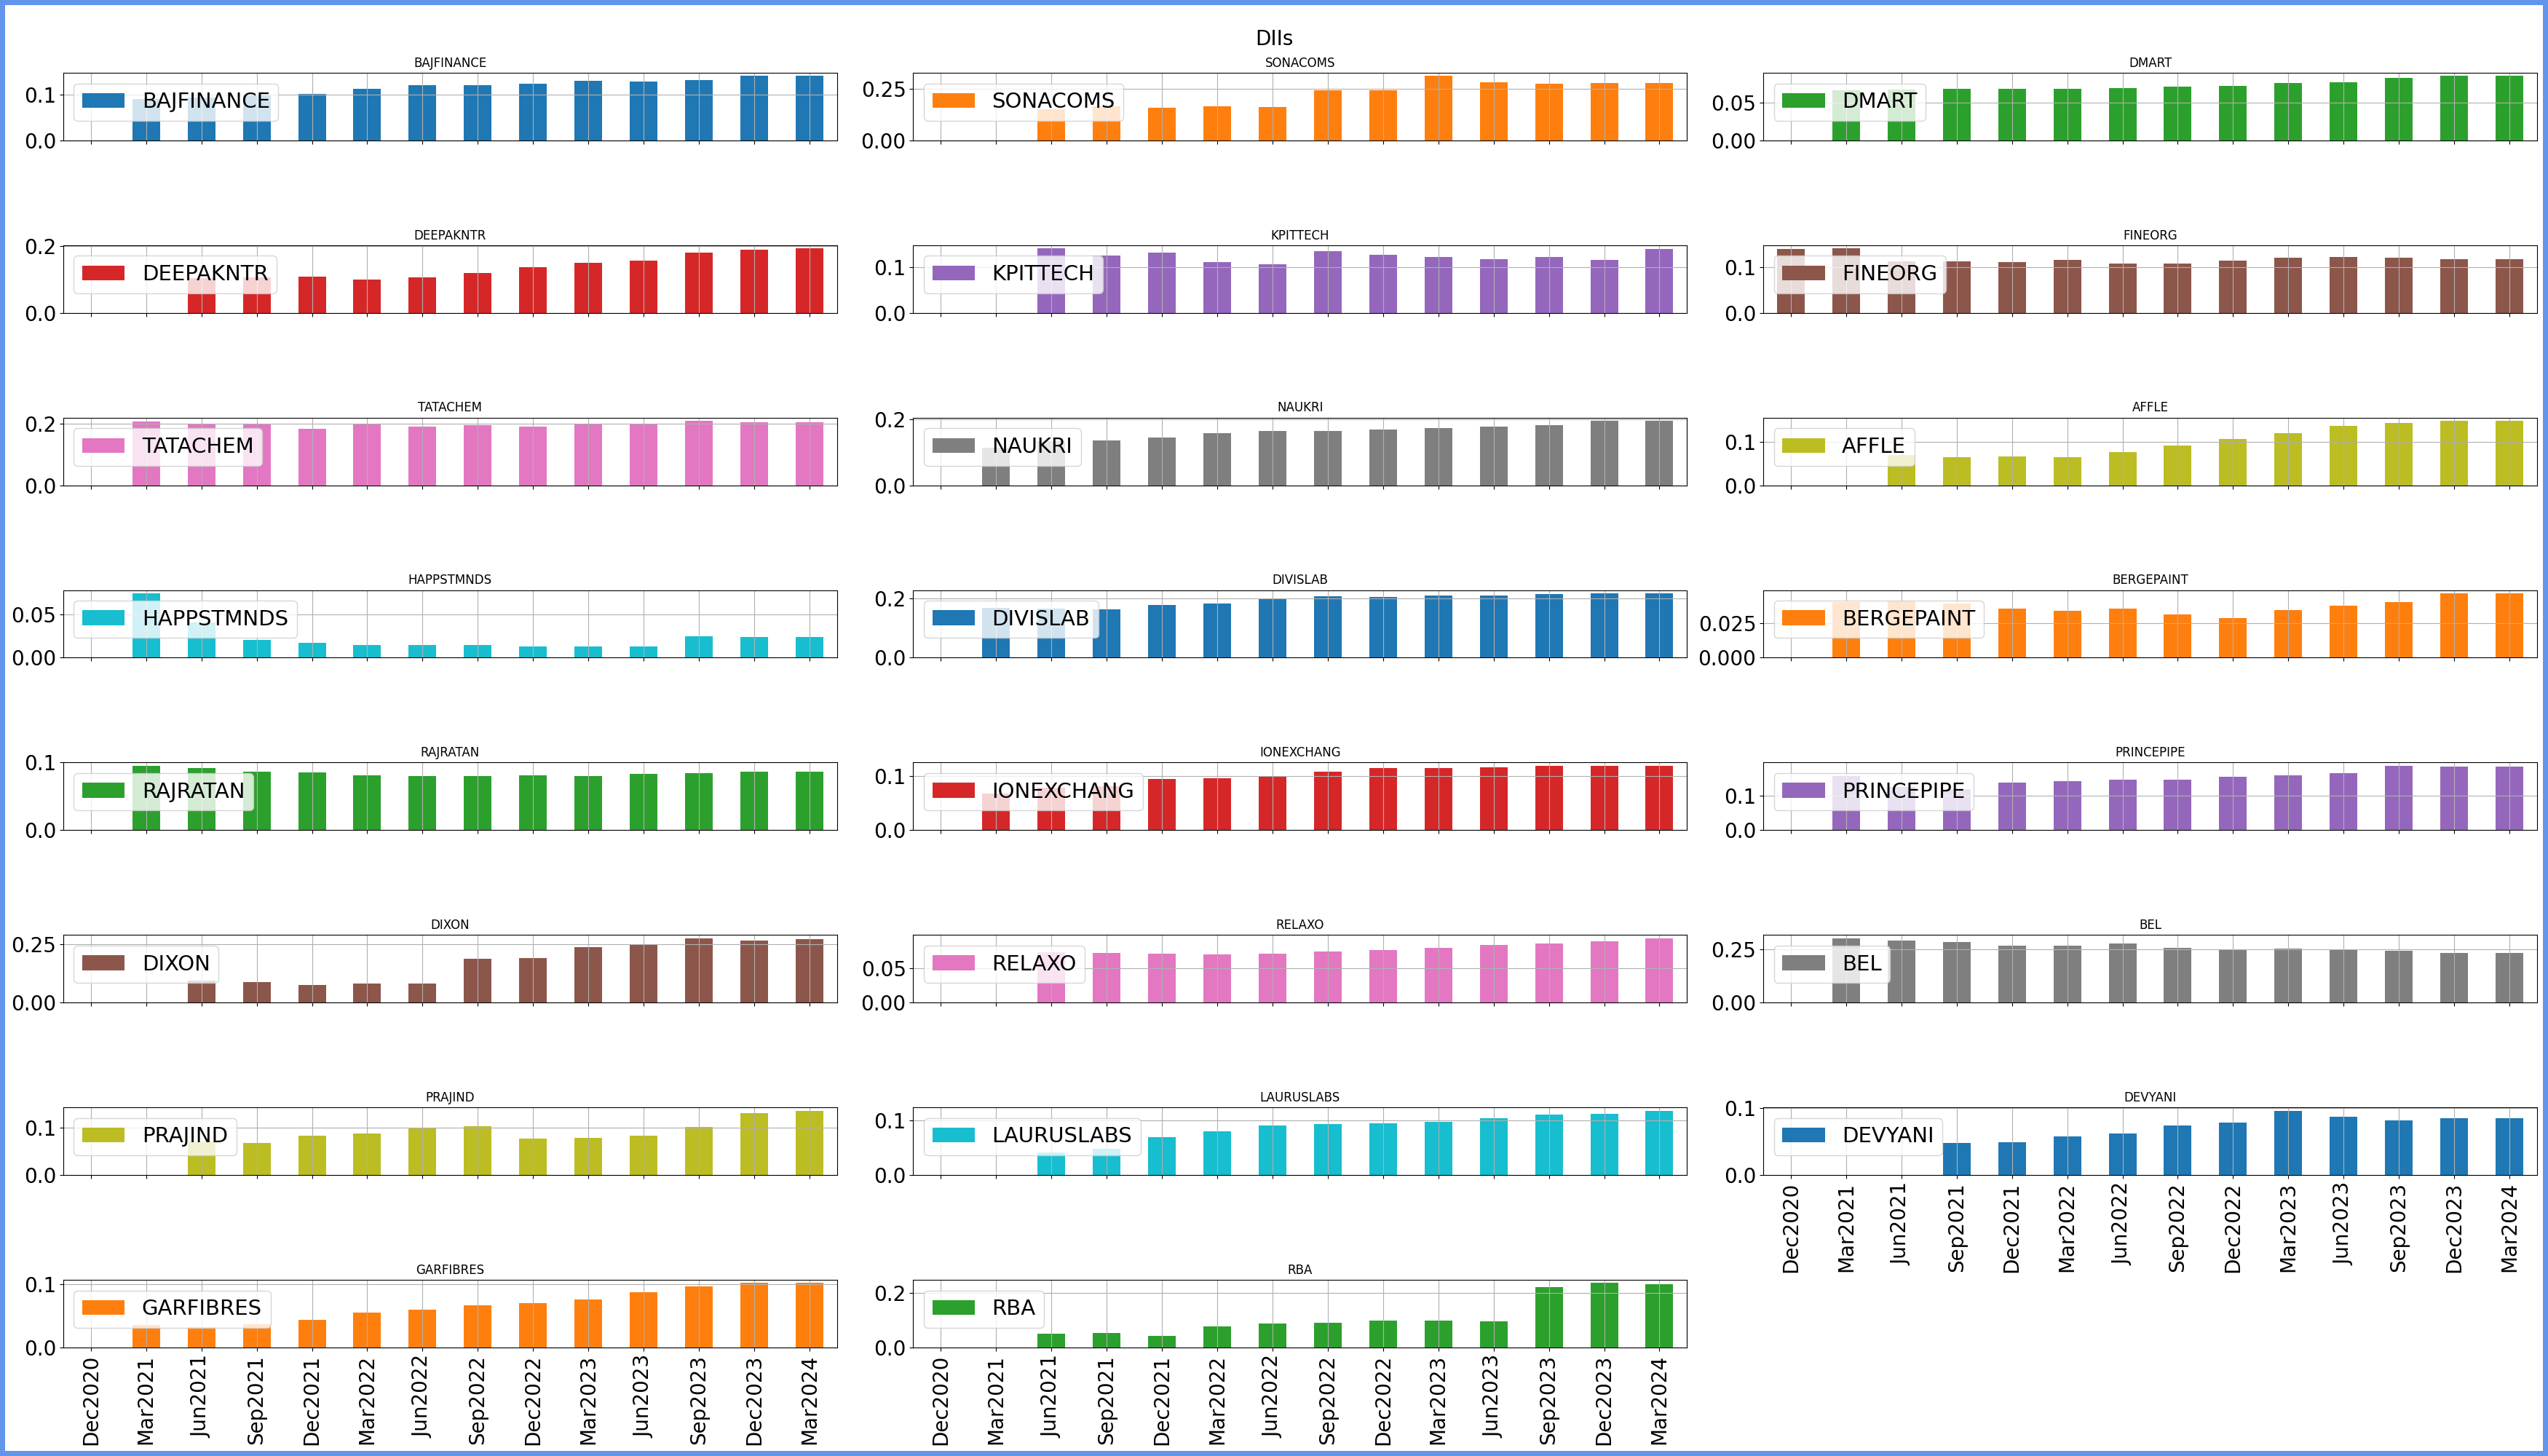 DIIs
BAJFINANCE
0.1
0.0
BAJFINANCE
SONACOMS
0.25
0.00
SONACOMS
DMART
0.05
0.00
DMART
DEEPAKNTR
0.2
0.0
DEEPAKNTR
KPITTECH
0.1
0.0
KPITTECH
FINEORG
0.1
0.0
FINEORG
TATACHEM
0.2
0.0
TATACHEM
NAUKRI
0.2
0.0
NAUKRI
AFFLE
0.1
0.0
AFFLE
HAPPSTMNDS
0.05
0.00
HAPPSTMNDS
DIVISLAB
0.2
0.0
DIVISLAB
BERGEPAINT
0.025
0.000
BERGEPAINT
RAJRATAN
0.1
0.0
RAJRATAN
IONEXCHANG
0.1
0.0
IONEXCHANG
PRINCEPIPE
0.1
0.0
PRINCEPIPE
DIXON
0.25
0.00
DIXON
RELAXO
0.05
0.00
RELAXO
BEL
0.25
0.00
BEL
PRAJIND
0.1
0.0
PRAJIND
LAURUSLABS
0.1
0.0
LAURUSLABS
DEVYANI
0.1
0.0
DEVYANI
Dec2020
Mar2021
Jun2021
Sep2021
Dec2021
Mar2022
Jun2022
Sep2022
Dec2022
Mar2023
Jun2023
Sep2023
Dec2023
Mar2024
GARFIBRES
0.1
0.0
GARFIBRES
Dec2020
Mar2021
Jun2021
Sep2021
Dec2021
Mar2022
Jun2022
Sep2022
Dec2022
Mar2023
Jun2023
Sep2023
Dec2023
Mar2024
RBA
0.2
0.0
RBA
Dec2020
Mar2021
Jun2021
Sep2021
Dec2021
Mar2022
Jun2022
Sep2022
Dec2022
Mar2023
Jun2023
Sep2023
Dec2023
Mar2024